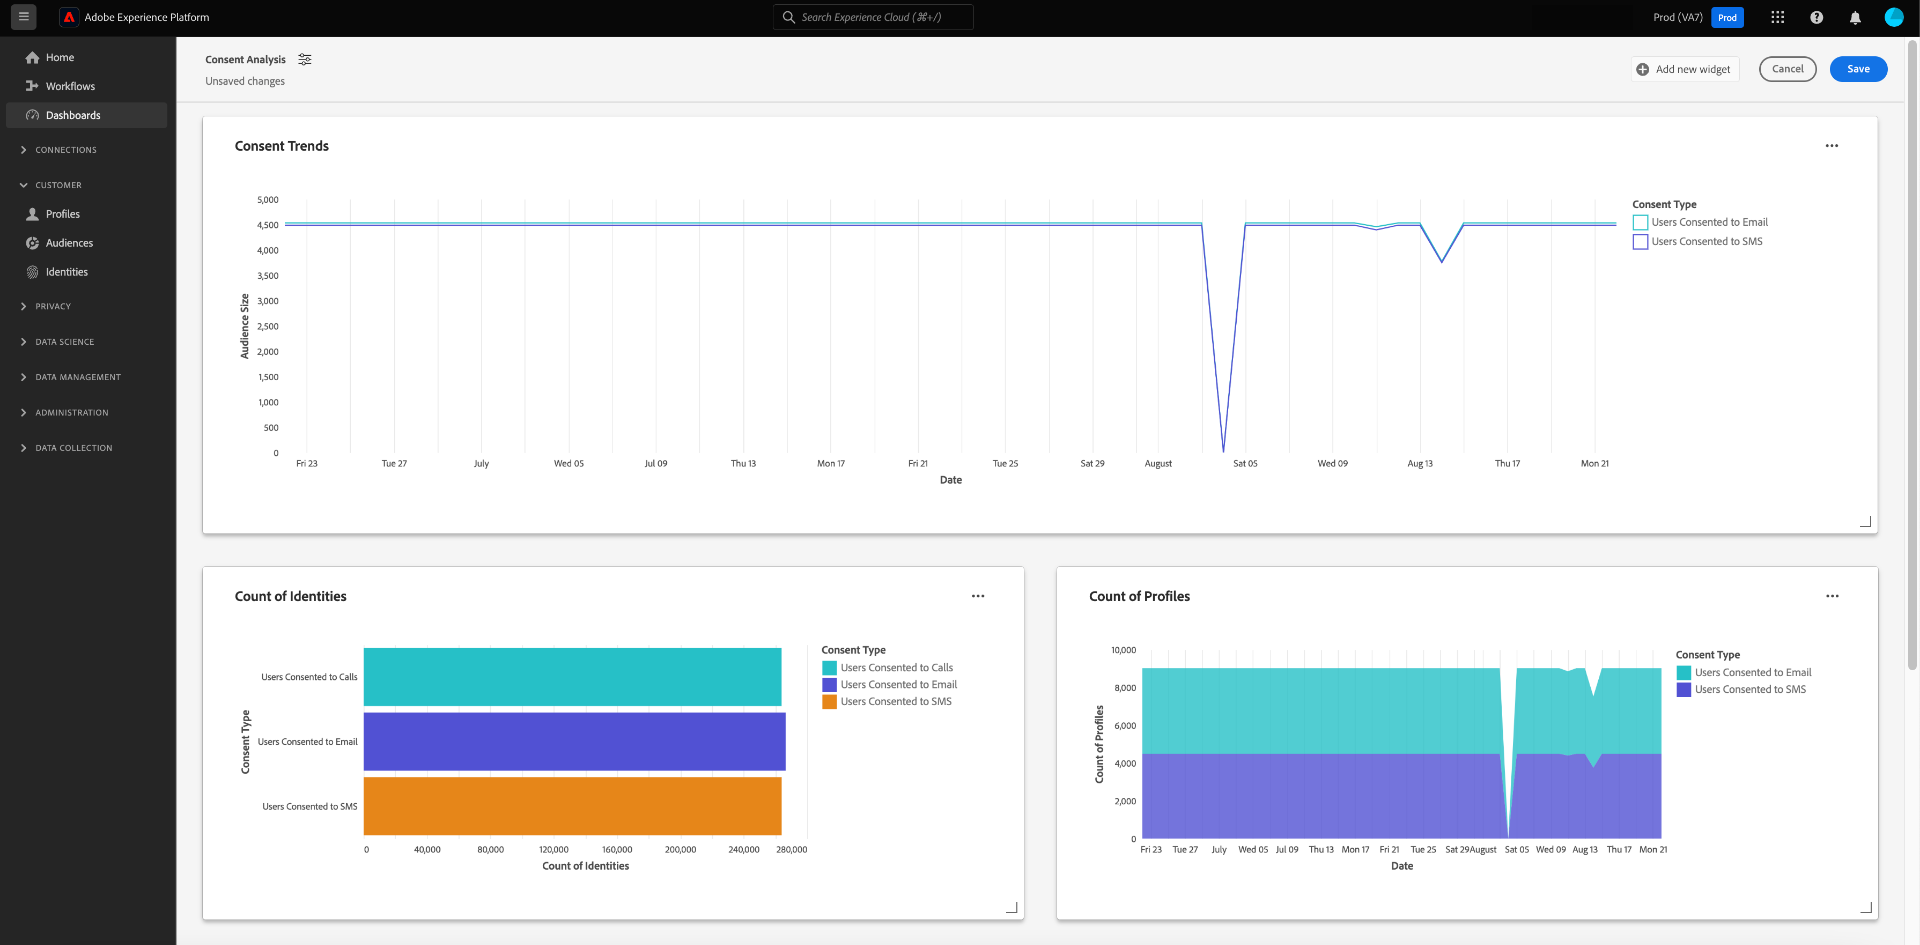 Adobe Experience Platform
Search Experience Cloud (⌘+/)
Prod (VA7)
Prod
Home
Workflows
Dashboards
CONNECTIONS
CUSTOMER
Profiles
Audiences
Identities
PRIVACY
DATA SCIENCE
DATA MANAGEMENT
ADMINISTRATION
DATA COLLECTION
Consent Analysis
Unsaved changes
Add new widget
Cancel
Save
Consent Trends
Audience Size
5,000
4,500
4,000
3,500
3,000
2,500
2,000
1,500
1,000
500
0
Fri 23 Tue 27 July Wed 05 Jul 09 Thu 13 Mon 17 Fri 21 Tue 25 Sat 29 August Sat 05 Wed 09 Aug 13 Thu 17 Mon 21
Date
Consent Type
Users Consented to Email
Users Consented to SMS
Count of Identities
Consent Type
Users Consented to Calls
Users Consented to Email
Users Consented to SMS
0 40,000 80,000 120,000 160,000 200,000 240,000 280,000
Count of Identities
Consent Type
Users Consented to Calls
Users Consented to Email
Users Consented to SMS
Count of Profiles
Count of Profiles
10,000
8,000
6,000
4,000
2,000
0
Fri 23 Tue 27 July Wed 05 Jul 09 Thu 13 Mon 17 Fri 21 Tue 25 Sat 29 August Sat 05 Wed 09 Aug 13 Thu 17 Mon 21
Date
Consent Type
Users Consented to Email
Users Consented to SMS